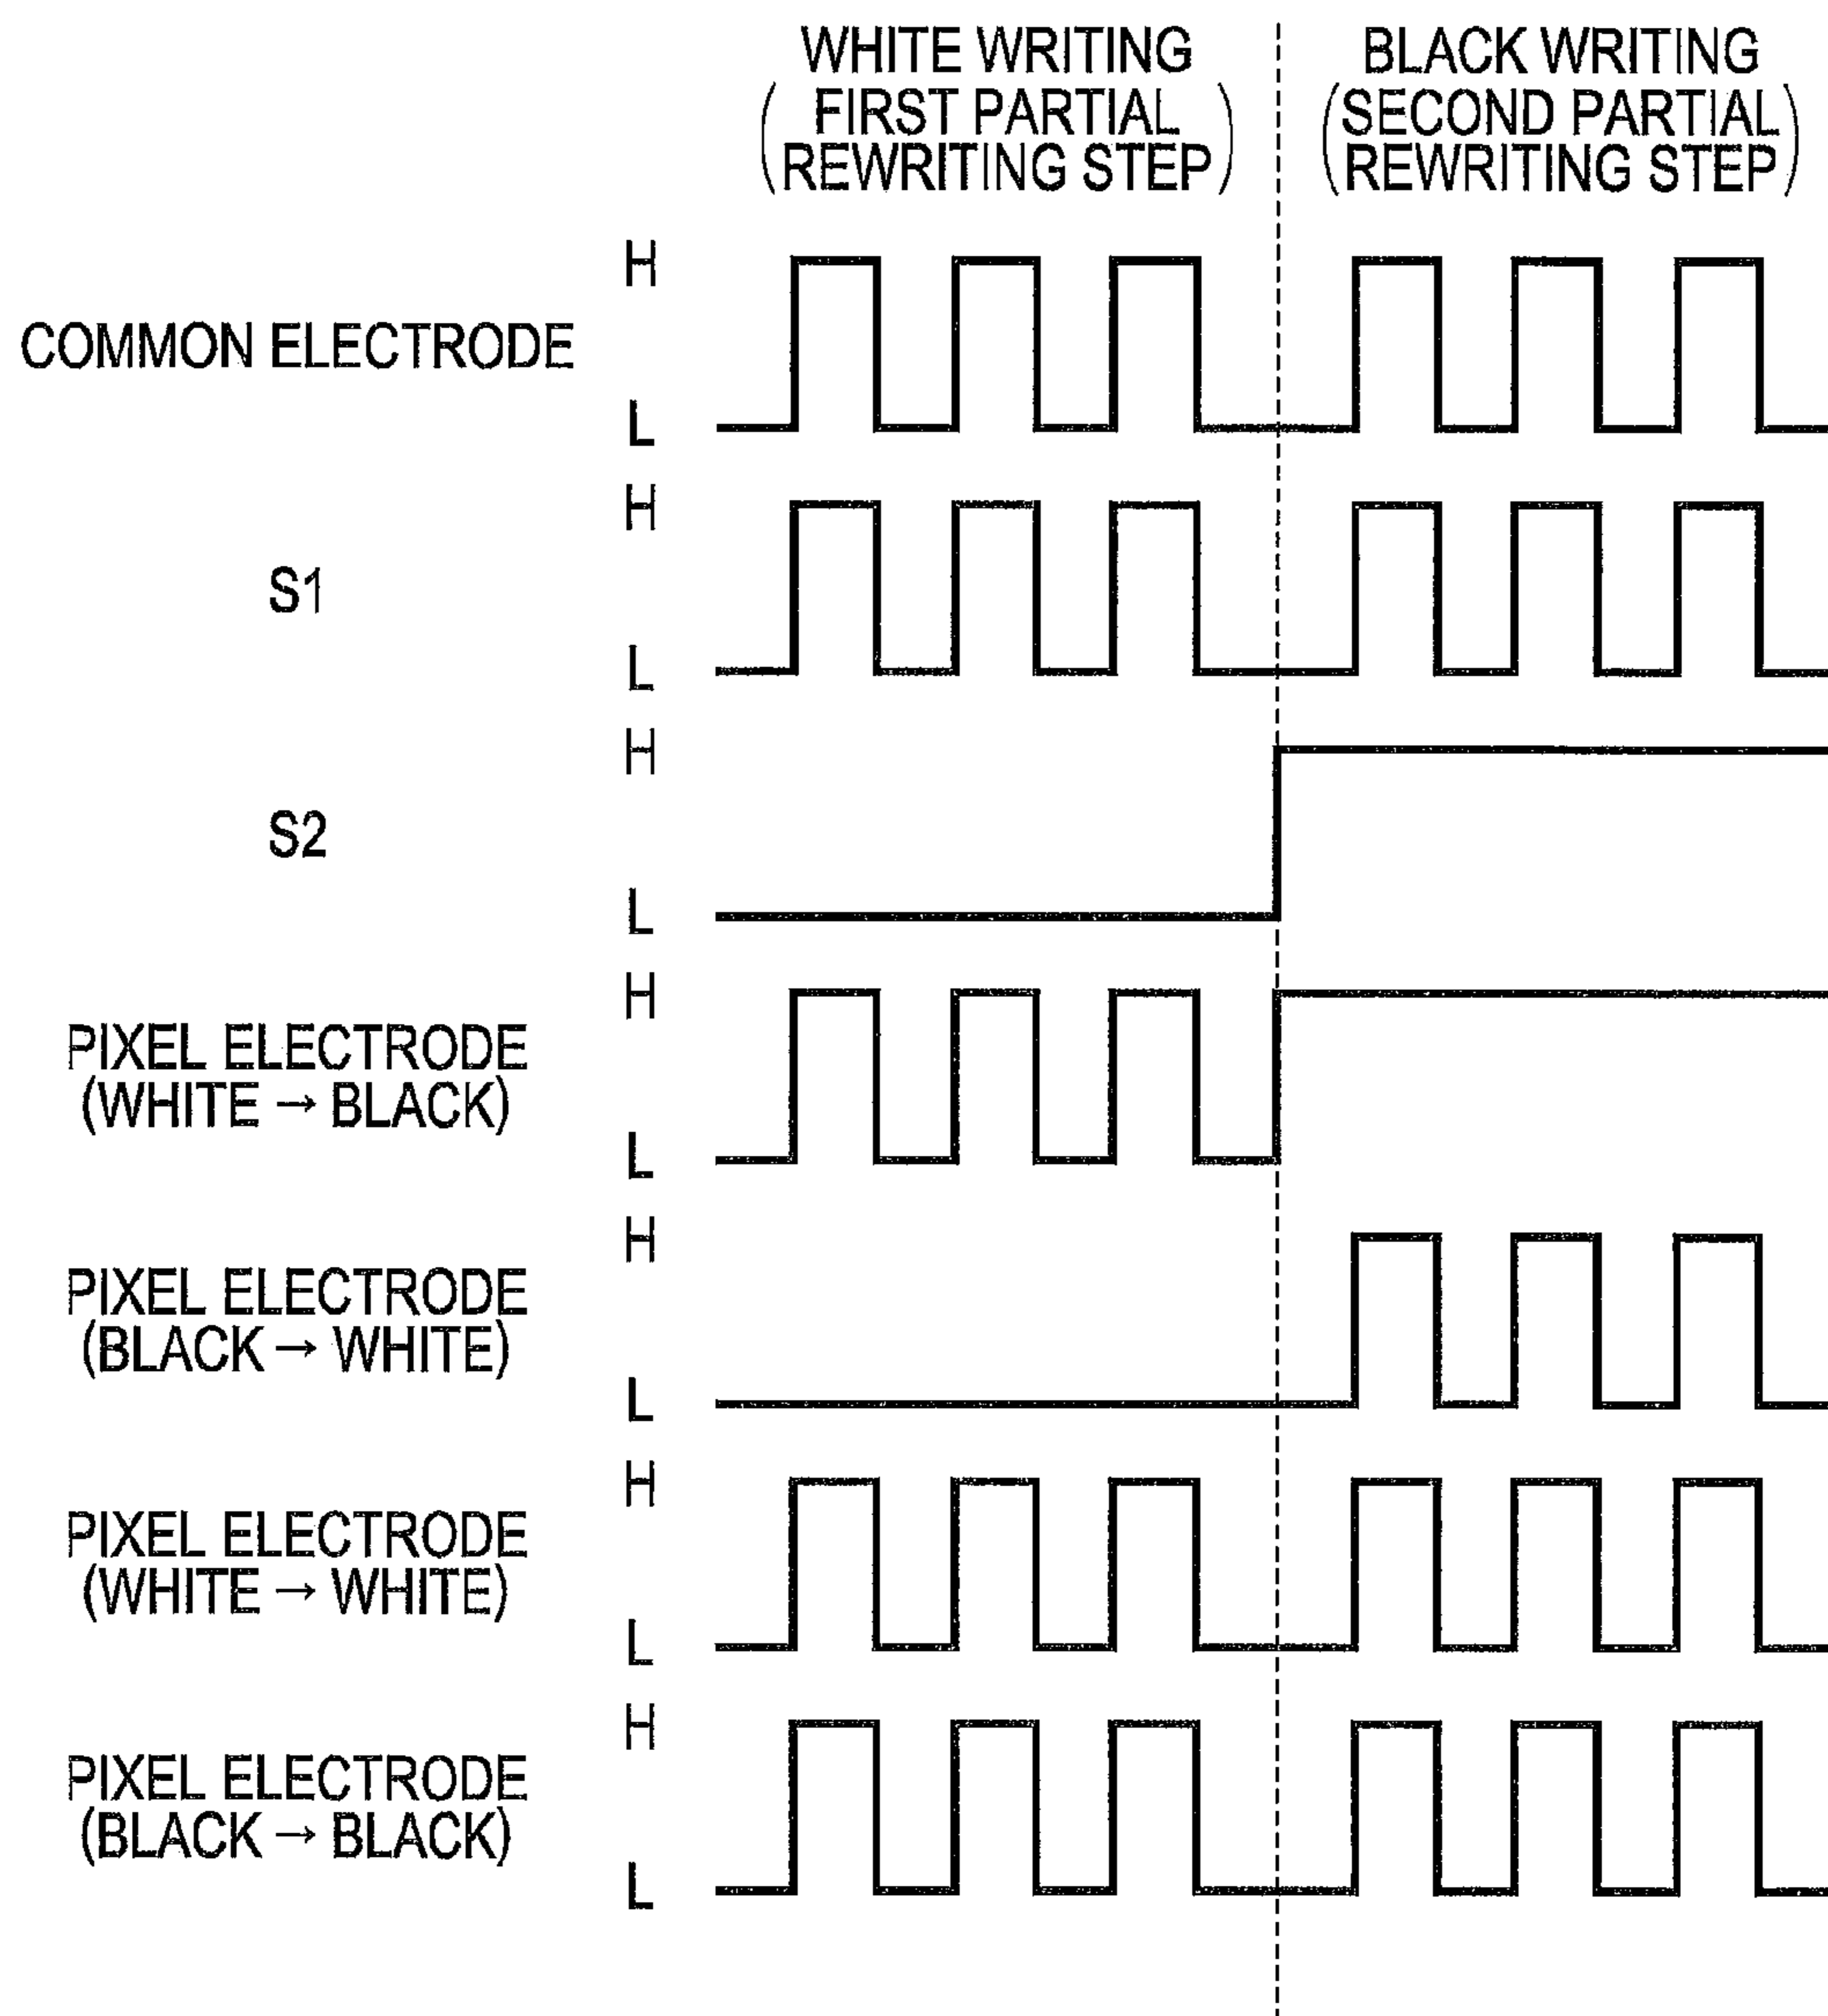 WHITE WRITING
(FIRST PARTIAL
REWRITING STEP)
BLACK WRITING
(SECOND PARTIAL
REWRITING STEP)
COMMON ELECTRODE
H
L
S1
H
L
S2
H
L
PIXEL ELECTRODE
(WHITE → BLACK)
H
L
PIXEL ELECTRODE
(BLACK → WHITE)
H
L
PIXEL ELECTRODE
(WHITE → WHITE)
H
L
PIXEL ELECTRODE
(BLACK → BLACK)
H
L